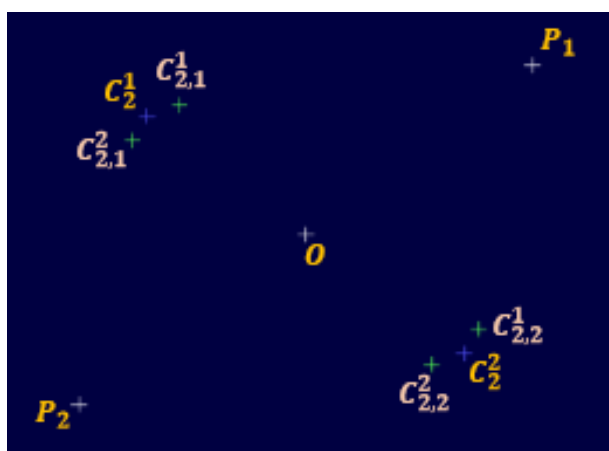 P₁
C¹₂,₁
C¹₂
C²₂,₁
O
C¹₂,₂
C²₂
C²₂,₂
P₂